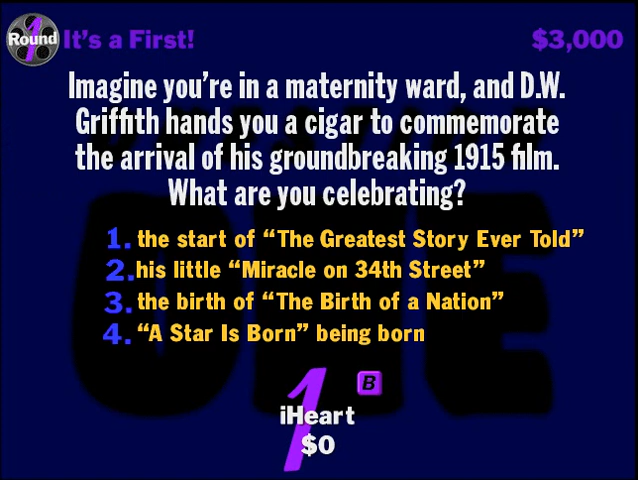 Round 1 It's a First! $3,000
Imagine you're in a maternity ward, and D.W.
Griffith hands you a cigar to commemorate
the arrival of his groundbreaking 1915 film.
What are you celebrating?
1. the start of "The Greatest Story Ever Told"
2. his little "Miracle on 34th Street"
3. the birth of "The Birth of a Nation"
4. "A Star Is Born" being born
1 B
iHeart
$0